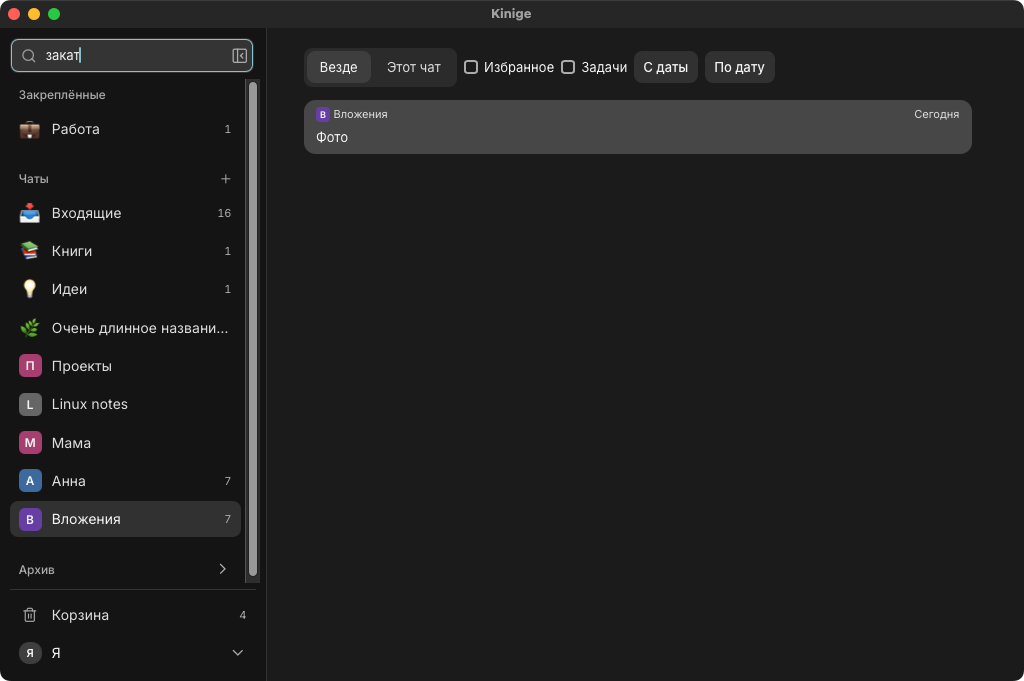 Kinige
закат
Закреплённые
Работа 1
Чаты
Входящие 16
Книги 1
Идеи 1
Очень длинное названи...
П Проекты
L Linux notes
М Мама
А Анна 7
В Вложения 7
Архив
Корзина 4
Я Я
Везде Этот чат Избранное Задачи С даты По дату
В Вложения Сегодня
Фото